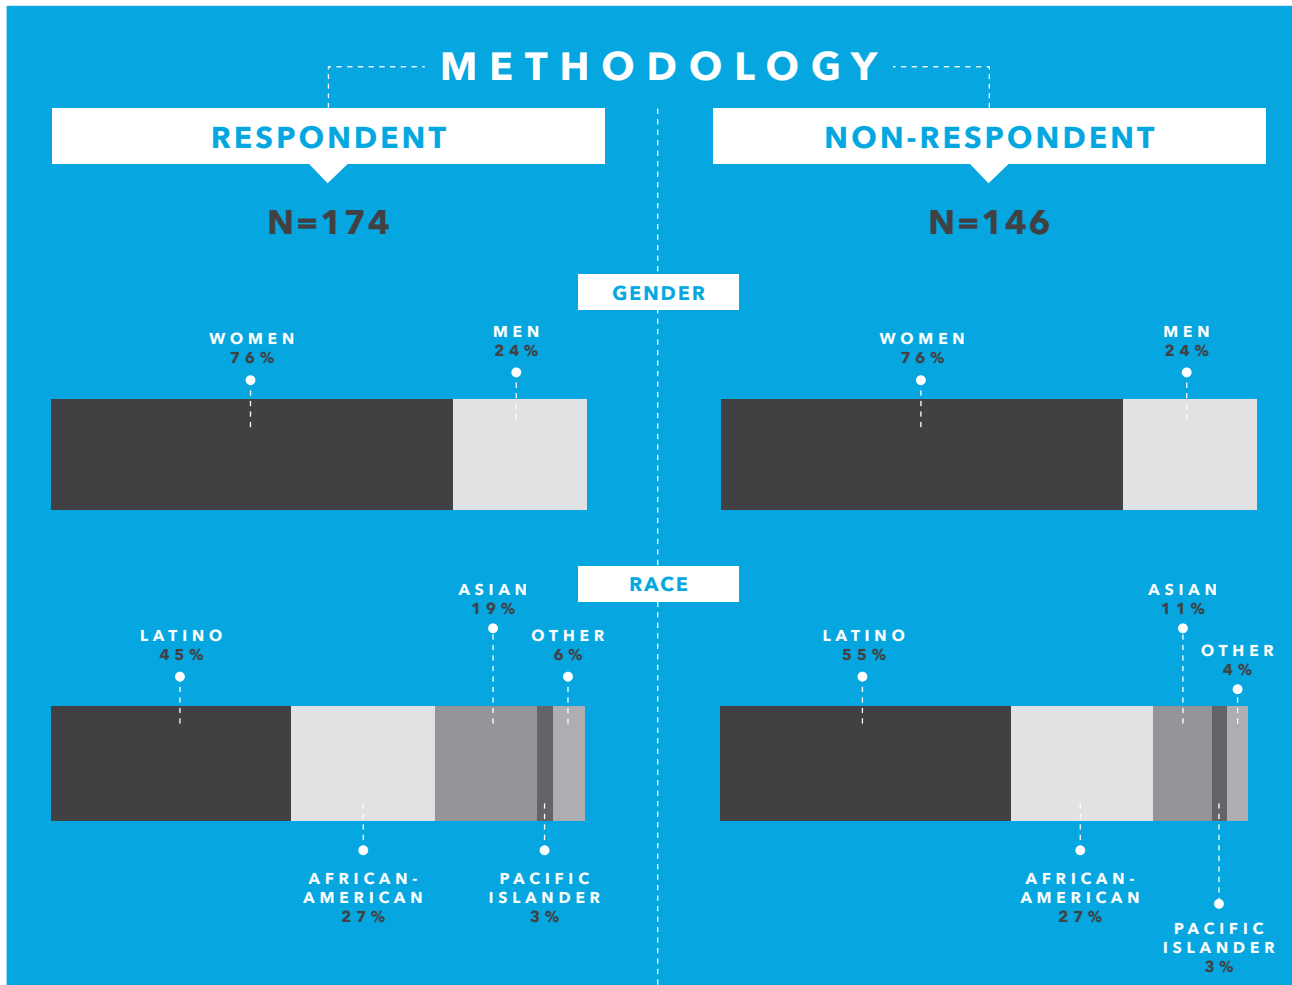 METHODOLOGY
RESPONDENT
N=174
NON-RESPONDENT
N=146
GENDER
WOMEN
76%
MEN
24%
WOMEN
76%
MEN
24%
RACE
LATINO
45%
ASIAN
19%
OTHER
6%
AFRICAN-
AMERICAN
27%
PACIFIC
ISLANDER
3%
LATINO
55%
ASIAN
11%
OTHER
4%
AFRICAN-
AMERICAN
27%
PACIFIC
ISLANDER
3%